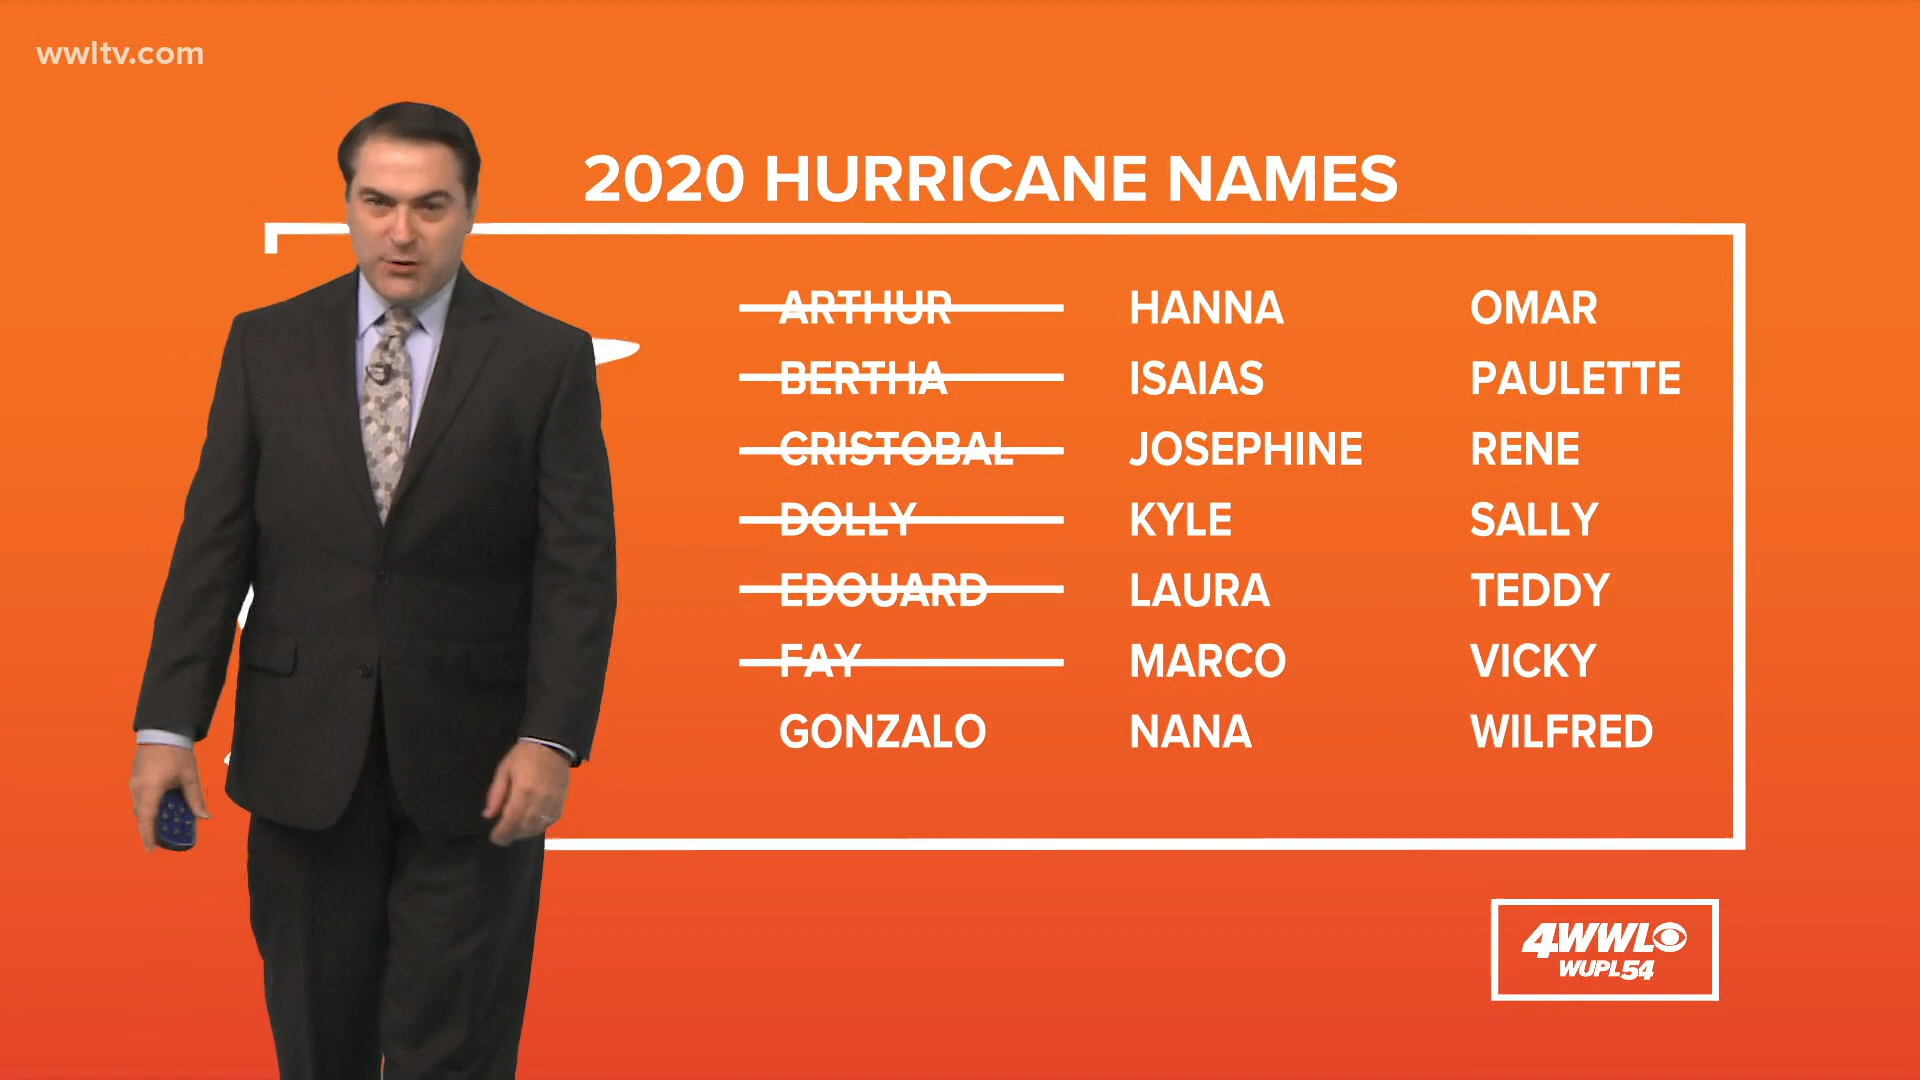 wwltv.com
2020 HURRICANE NAMES
ARTHUR HANNA OMAR
BERTHA ISAIAS PAULETTE
CRISTOBAL JOSEPHINE RENE
DOLLY KYLE SALLY
EDOUARD LAURA TEDDY
FAY MARCO VICKY
GONZALO NANA WILFRED
4WWL
WUPL54